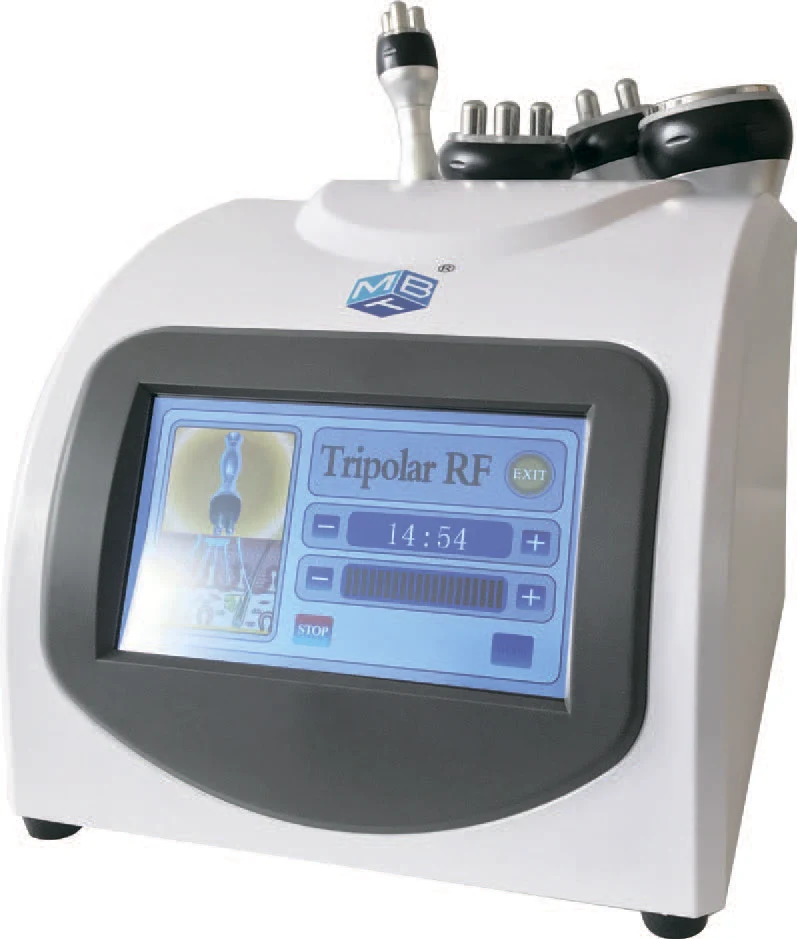 MBT®
Tripolar RF
EXIT
− 14:54 +
− +
STOP